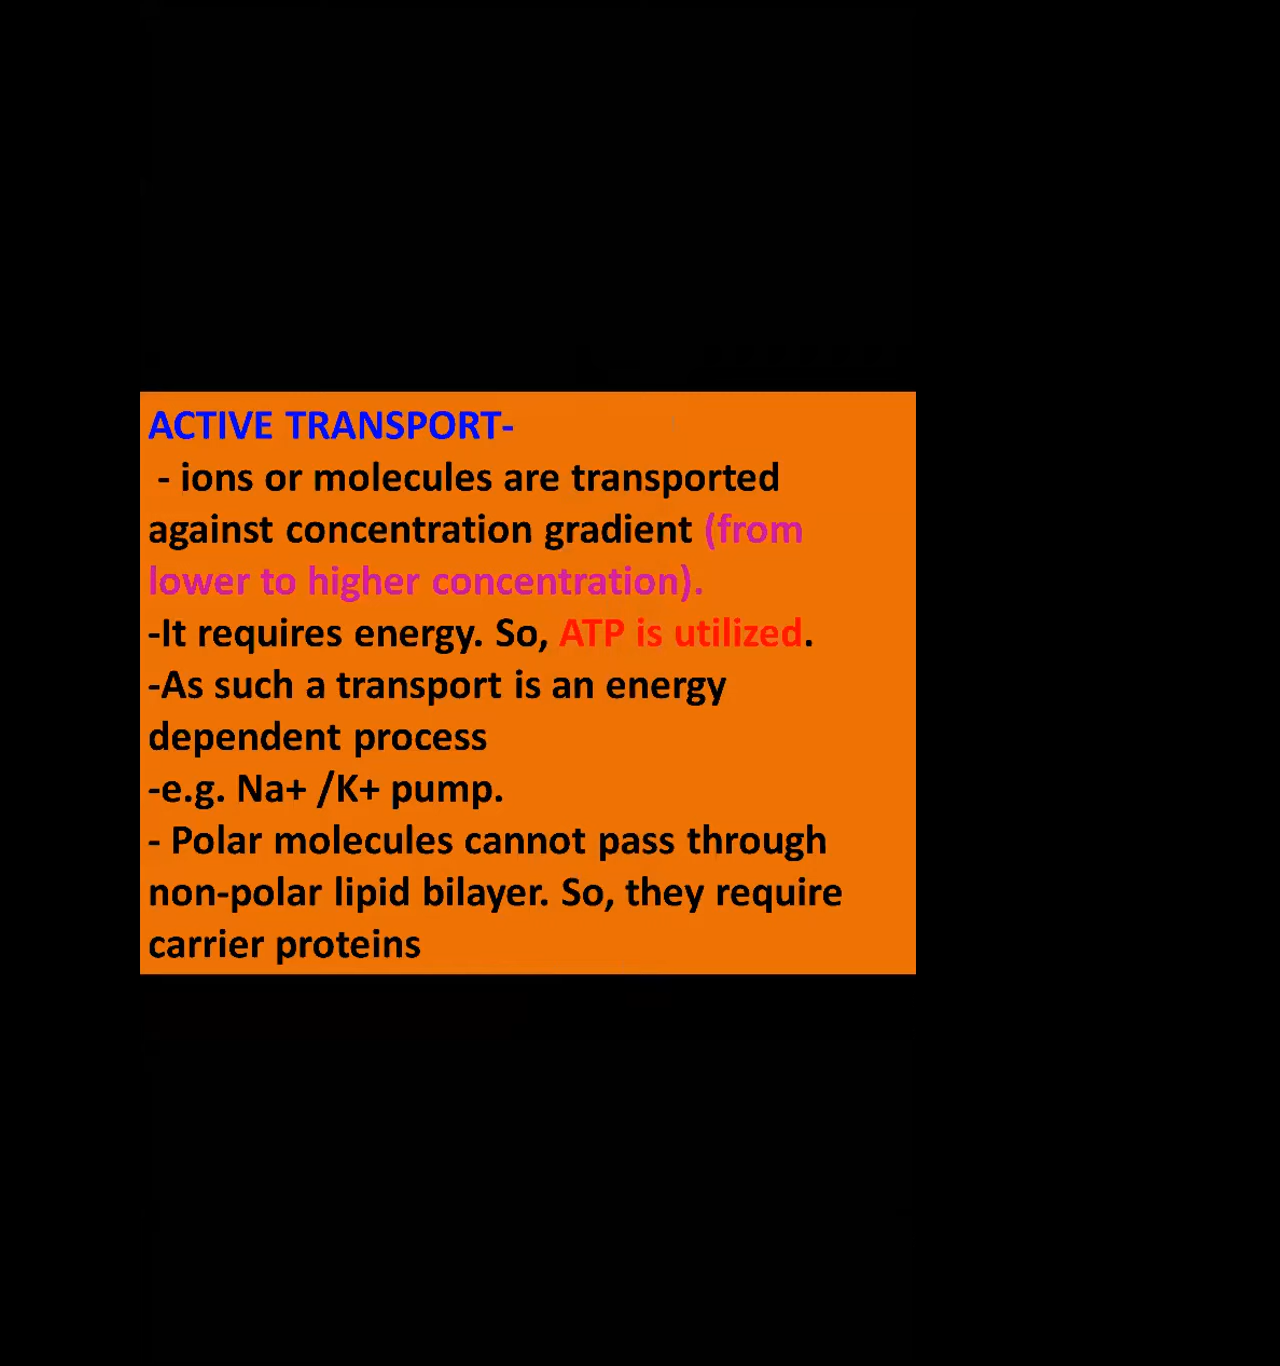 ACTIVE TRANSPORT-
- ions or molecules are transported
against concentration gradient (from
lower to higher concentration).
-It requires energy. So, ATP is utilized.
-As such a transport is an energy
dependent process
-e.g. Na+ /K+ pump.
- Polar molecules cannot pass through
non-polar lipid bilayer. So, they require
carrier proteins